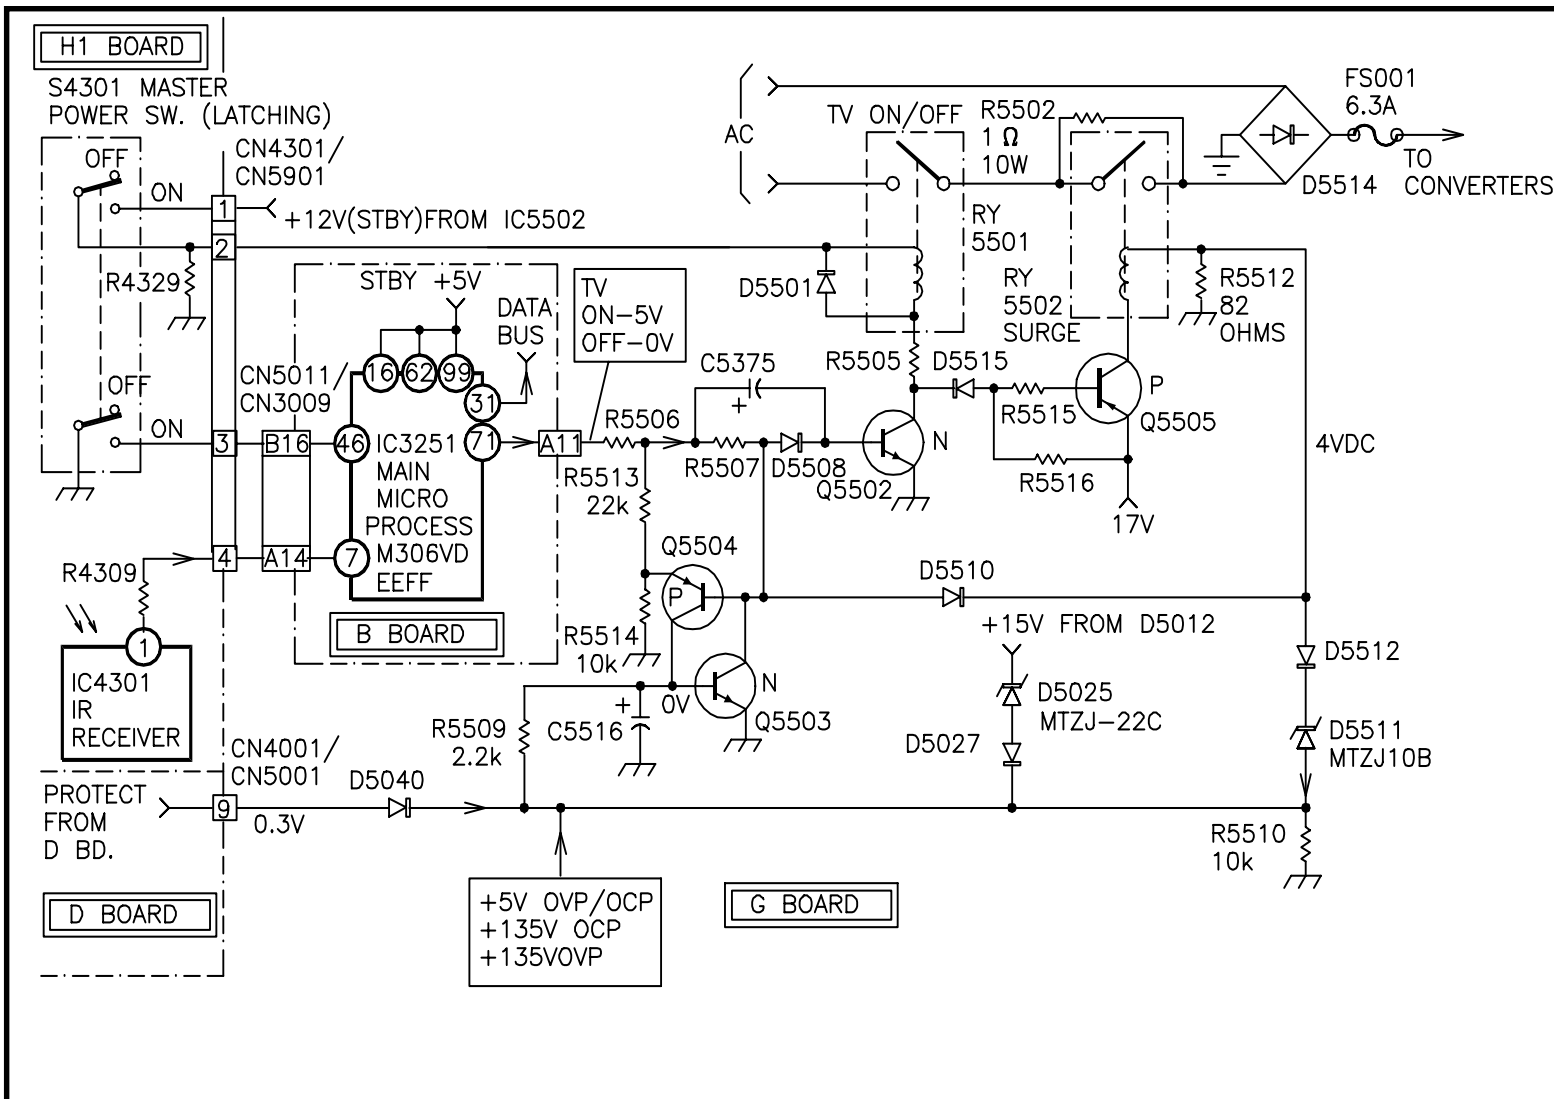 H1 BOARD
S4301 MASTER
POWER SW. (LATCHING)
OFF
ON
CN4301/
CN5901
1
+12V(STBY)FROM IC5502
2
R4329
OFF
ON
CN5011/
CN3009
3
B16
46
4
A14
7
R4309
1
IC4301
IR
RECEIVER
STBY +5V
DATA
BUS
16
62
99
31
71
IC3251
MAIN
MICRO
PROCESS
M306VD
EEFF
B BOARD
A11
TV
ON-5V
OFF-0V
AC
TV ON/OFF
R5502
1 Ω
10W
FS001
6.3A
TO
CONVERTERS
D5514
RY
5501
D5501
RY
5502
SURGE
R5512
82
OHMS
C5375
+
R5505
D5515
R5506
R5507
D5508
N
Q5502
R5515
P
Q5505
R5516
17V
4VDC
R5513
22k
Q5504
P
R5514
10k
D5510
+15V FROM D5012
D5512
D5025
MTZJ-22C
D5511
MTZJ10B
D5027
N
Q5503
0V
+
C5516
R5509
2.2k
CN4001/
CN5001
D5040
PROTECT
FROM
D BD.
9
0.3V
R5510
10k
D BOARD
+5V OVP/OCP
+135V OCP
+135VOVP
G BOARD